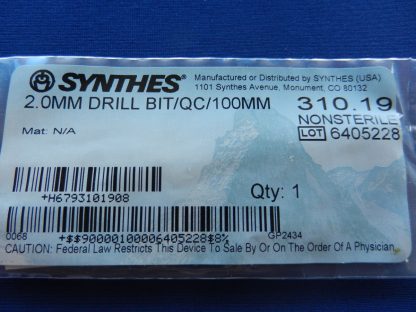 SYNTHES® Manufactured or Distributed by SYNTHES (USA)
1101 Synthes Avenue, Monument, CO 80132
2.0MM DRILL BIT/QC/100MM 310.19
NONSTERILE
Mat: N/A LOT 6405228
+H6793101908 Qty: 1
0068 +$$90000100006405228$8% GP2434
CAUTION: Federal Law Restricts This Device To Sale By Or On The Order Of A Physician